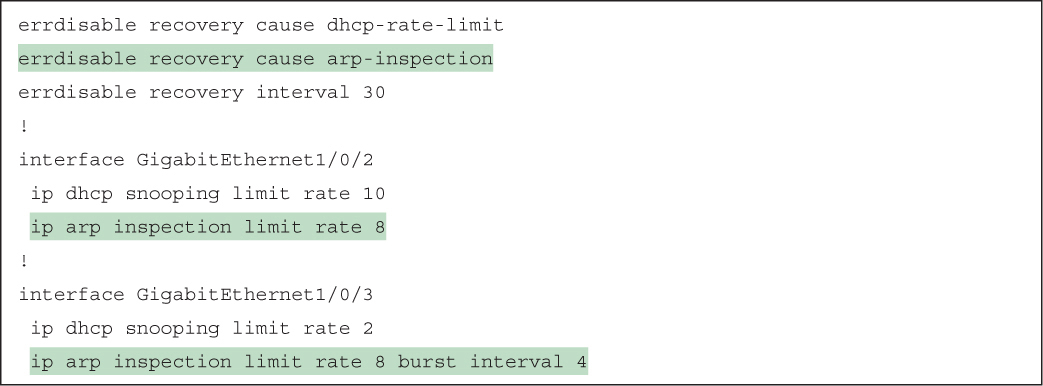 errdisable recovery cause dhcp-rate-limit
errdisable recovery cause arp-inspection
errdisable recovery interval 30
!
interface GigabitEthernet1/0/2
 ip dhcp snooping limit rate 10
 ip arp inspection limit rate 8
!
interface GigabitEthernet1/0/3
 ip dhcp snooping limit rate 2
 ip arp inspection limit rate 8 burst interval 4